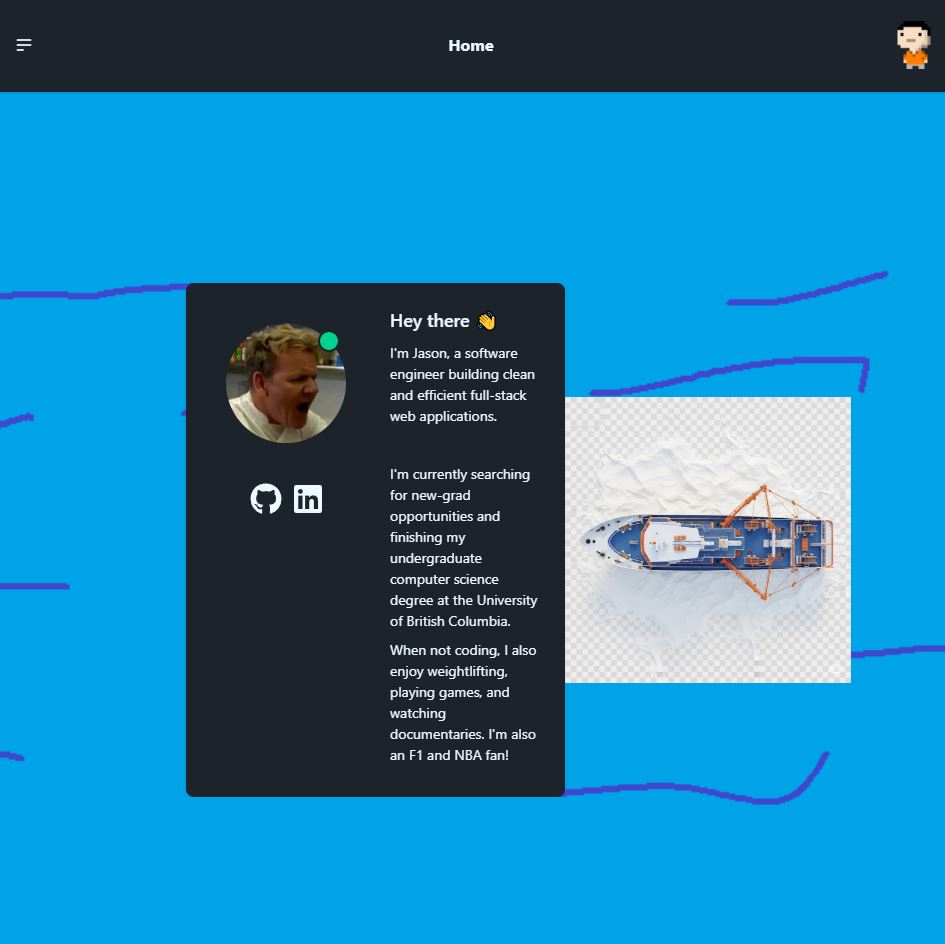 Home
Hey there 👋
I'm Jason, a software
engineer building clean
and efficient full-stack
web applications.
I'm currently searching
for new-grad
opportunities and
finishing my
undergraduate
computer science
degree at the University
of British Columbia.
When not coding, I also
enjoy weightlifting,
playing games, and
watching
documentaries. I'm also
an F1 and NBA fan!
in